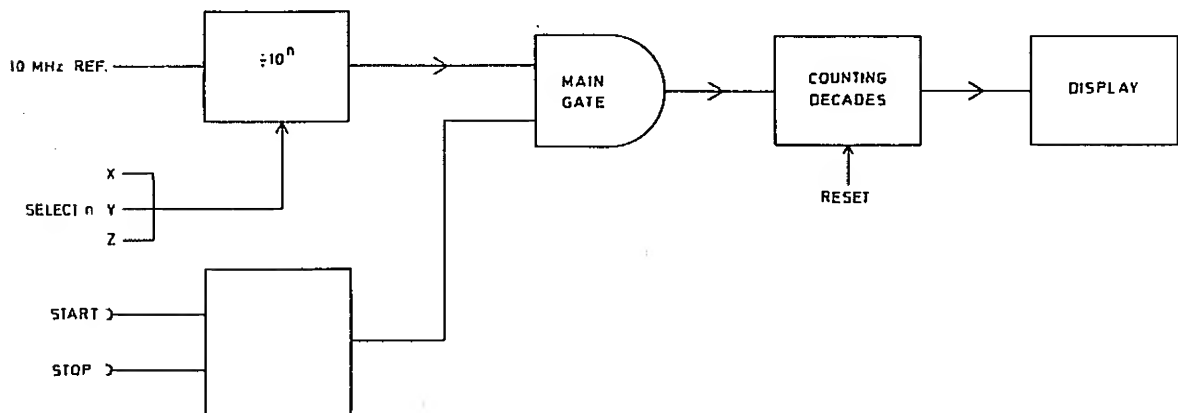 10 MHz REF.
÷10ⁿ
MAIN
GATE
COUNTING
DECADES
DISPLAY
RESET
X
SELECT n Y
Z
START
STOP